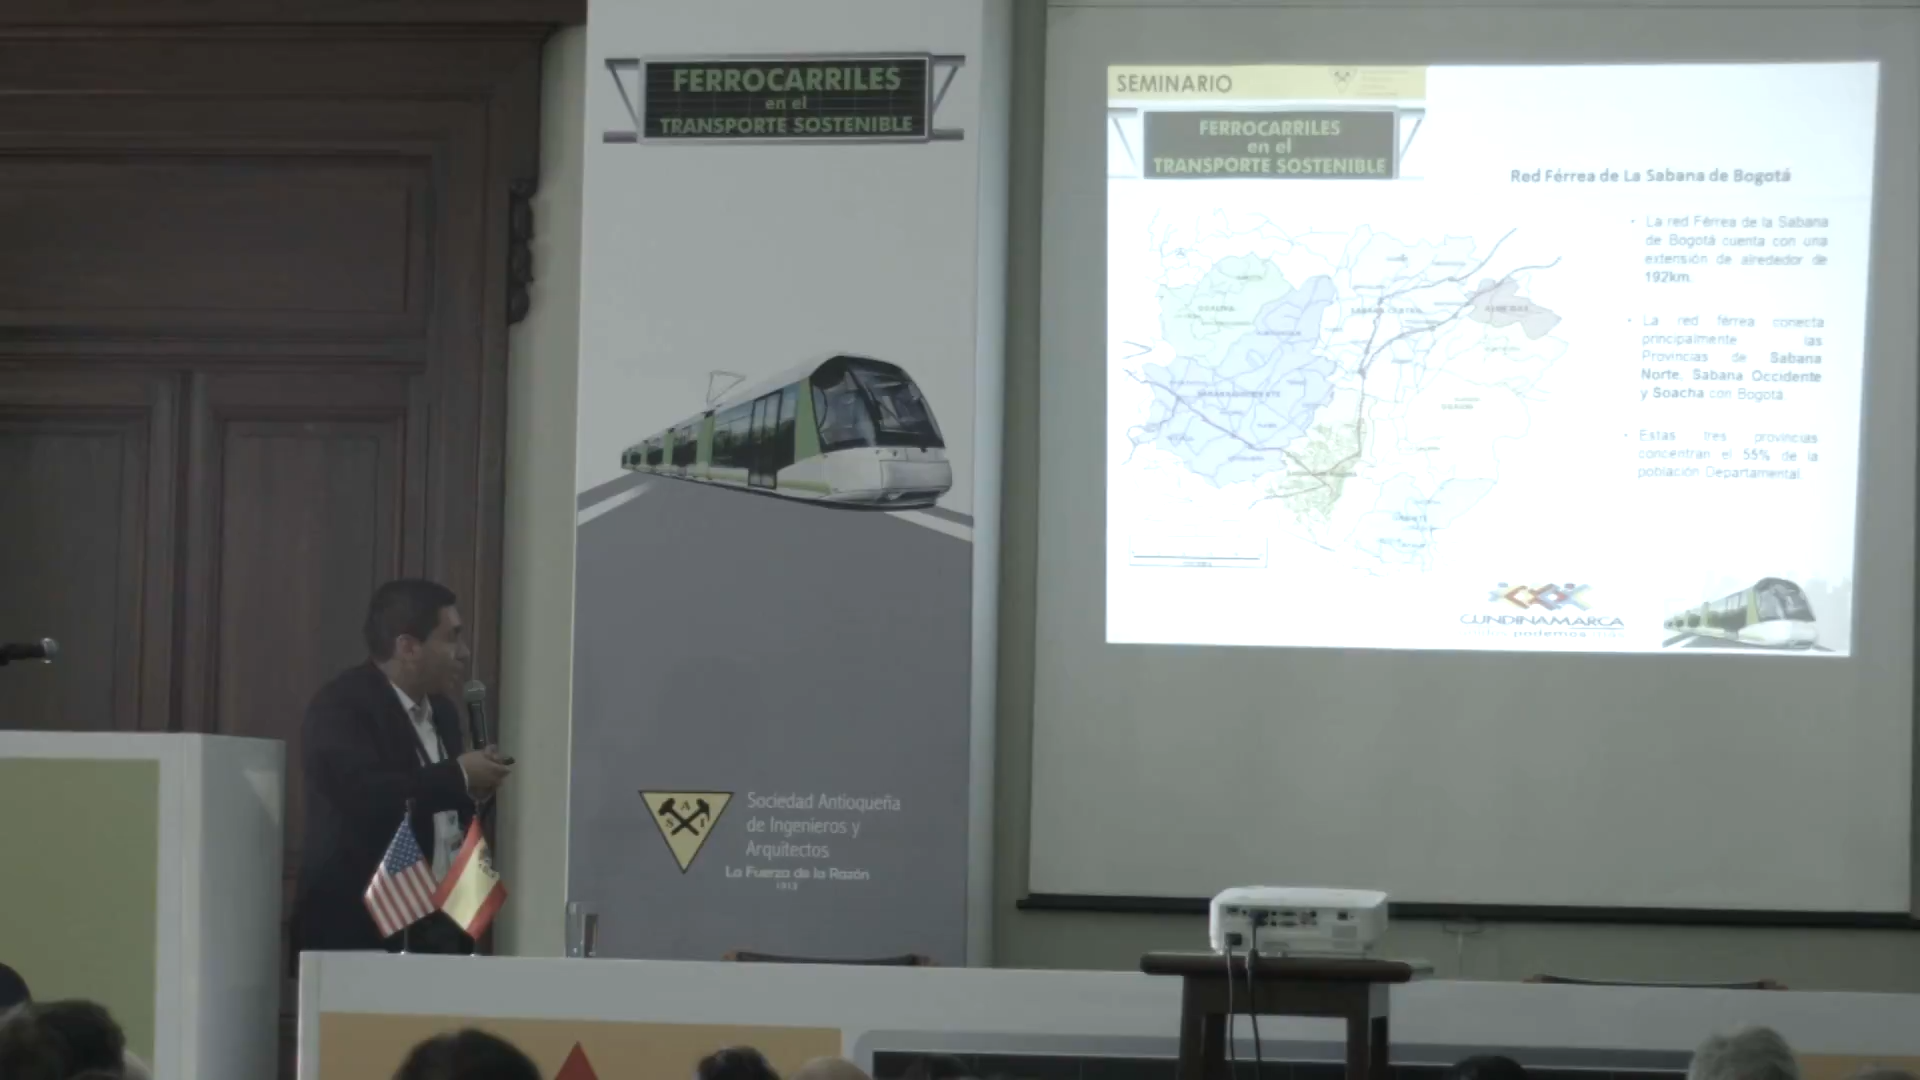 FERROCARRILES
en el
TRANSPORTE SOSTENIBLE
Sociedad Antioqueña
de Ingenieros y
Arquitectos
La Fuerza de la Razón
1913
A
S I
SEMINARIO
FERROCARRILES
en el
TRANSPORTE SOSTENIBLE
Red Férrea de La Sabana de Bogotá
• La red Férrea de la Sabana
de Bogotá cuenta con una
extensión de alrededor de
192km.
• La red férrea conecta
principalmente las
Provincias de Sabana
Norte, Sabana Occidente
y Soacha con Bogotá
• Estas tres provincias
concentran el 55% de la
población Departamental.
CUNDINAMARCA
podemos más